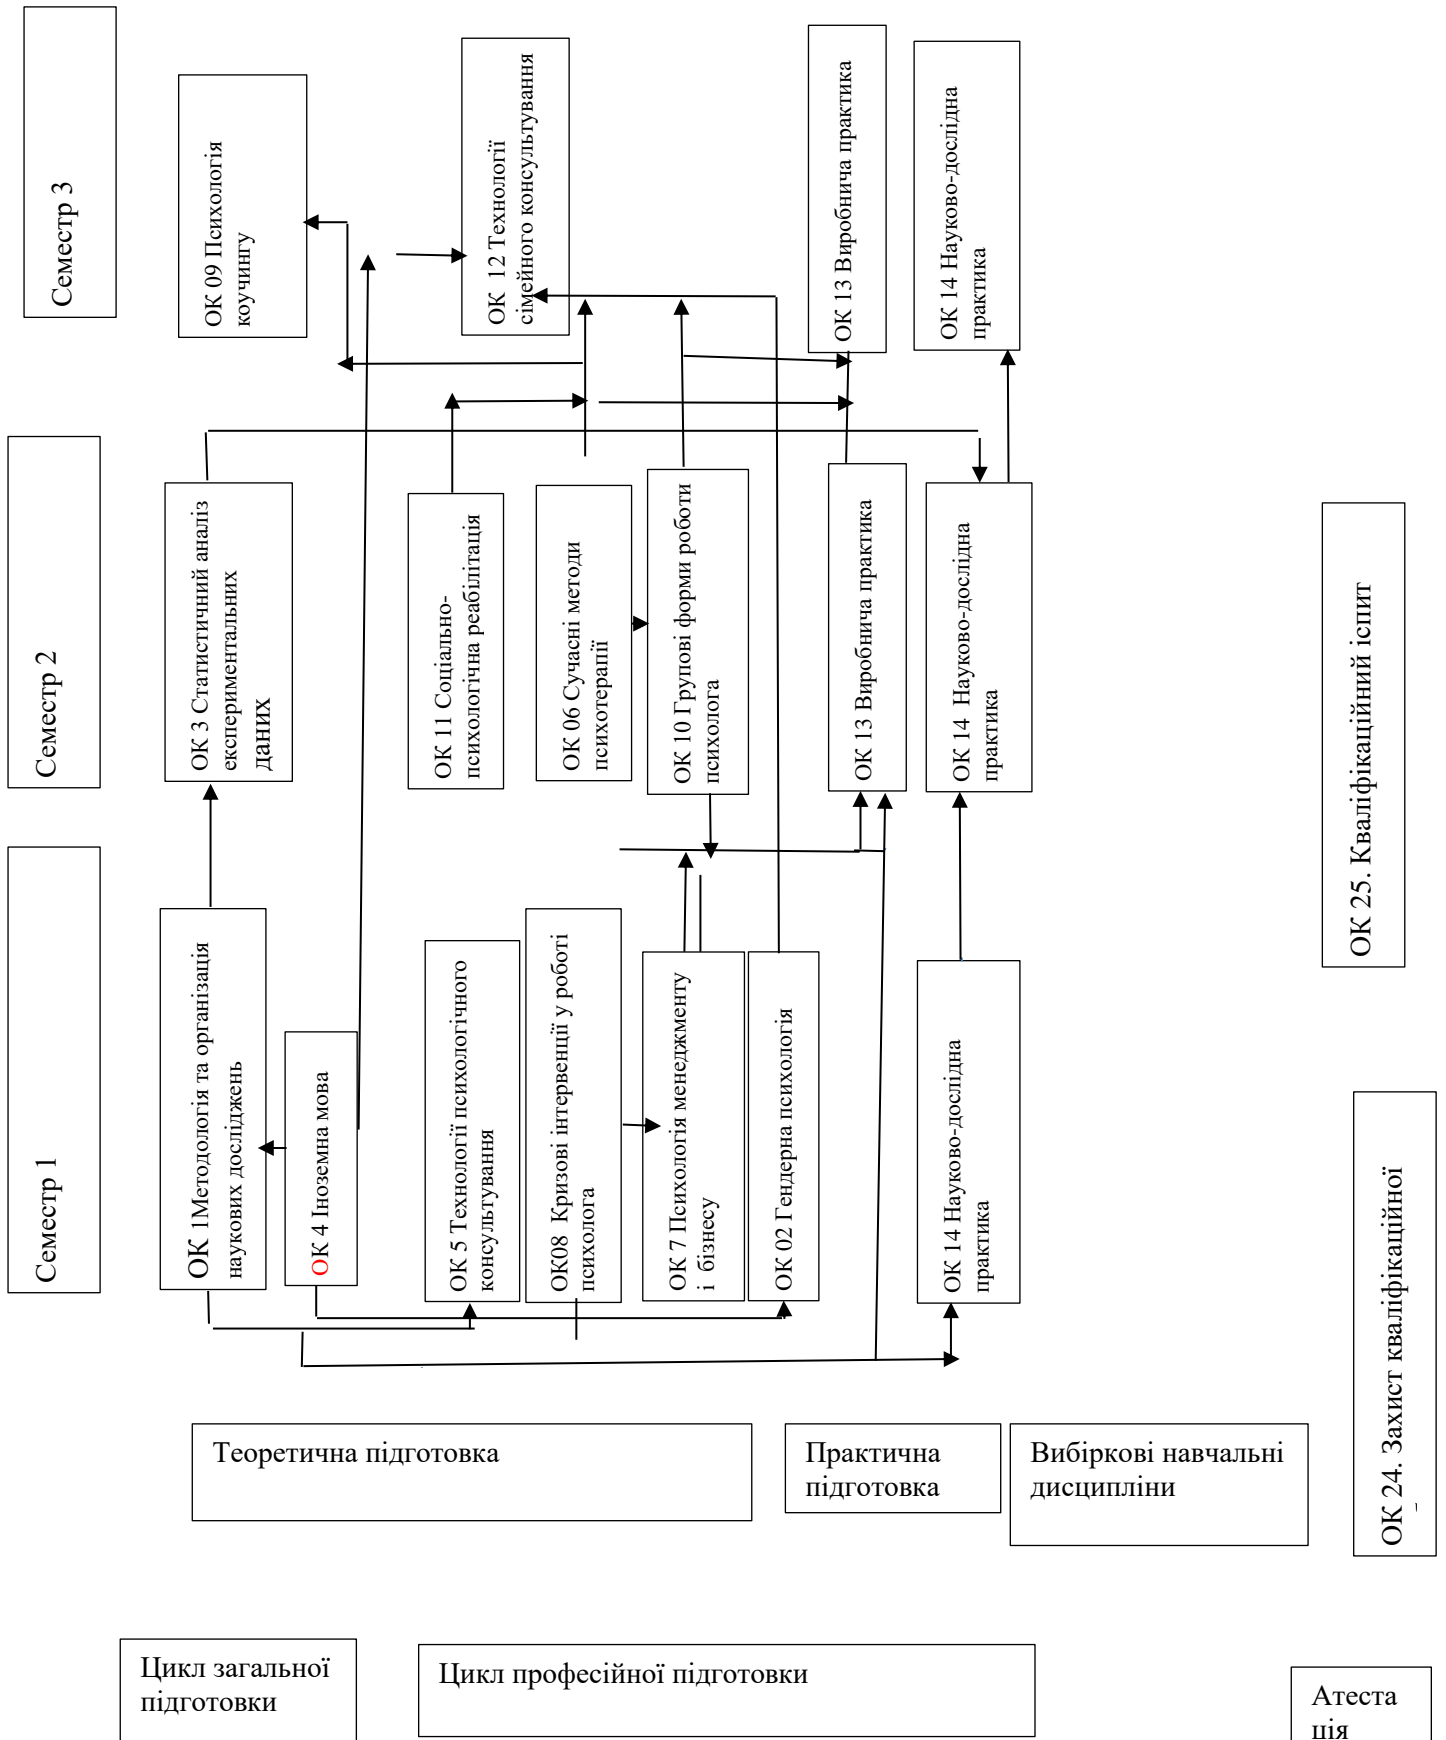 Семестр 3
ОК 09 Психологія
коучингу
ОК 12 Технології
сімейного консультування
ОК 13 Виробнича практика
ОК 14 Науково-дослідна
практика
Семестр 2
ОК 3 Статистичний аналіз
експериментальних
даних
ОК 11 Соціально-
психологічна реабілітація
ОК 06 Сучасні методи
психотерапії
ОК 10 Групові форми роботи
психолога
ОК 13 Виробнича практика
ОК 14 Науково-дослідна
практика
ОК 25. Кваліфікаційний іспит
Семестр 1
ОК 1Методологія та організація
наукових досліджень
ОК 4 Іноземна мова
ОК 5 Технології психологічного
консультування
ОК08 Кризові інтервенції у роботі
психолога
ОК 7 Психологія менеджменту
і бізнесу
ОК 02 Гендерна психологія
ОК 14 Науково-дослідна
практика
ОК 24. Захист кваліфікаційної
Теоретична підготовка
Практична
підготовка
Вибіркові навчальні
дисципліни
Цикл загальної
підготовки
Цикл професійної підготовки
Атеста
ція